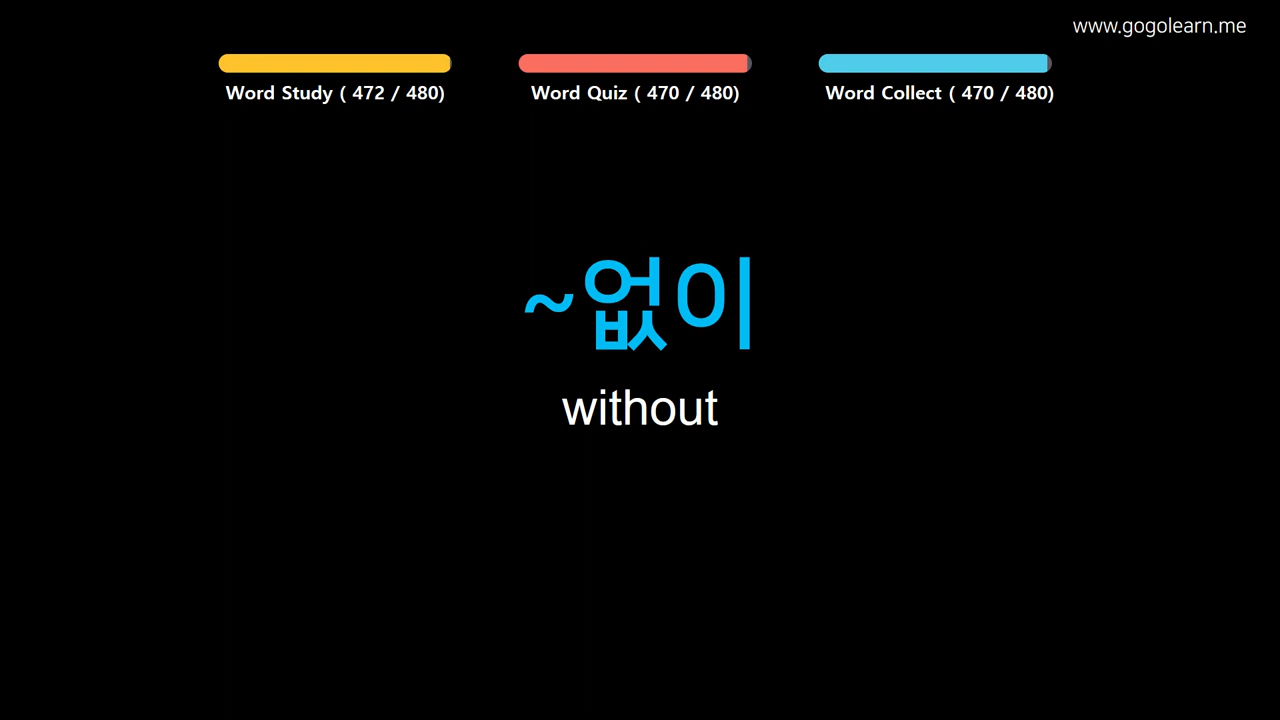 www.gogolearn.me
Word Study ( 472 / 480)
Word Quiz ( 470 / 480)
Word Collect ( 470 / 480)
~없이
without